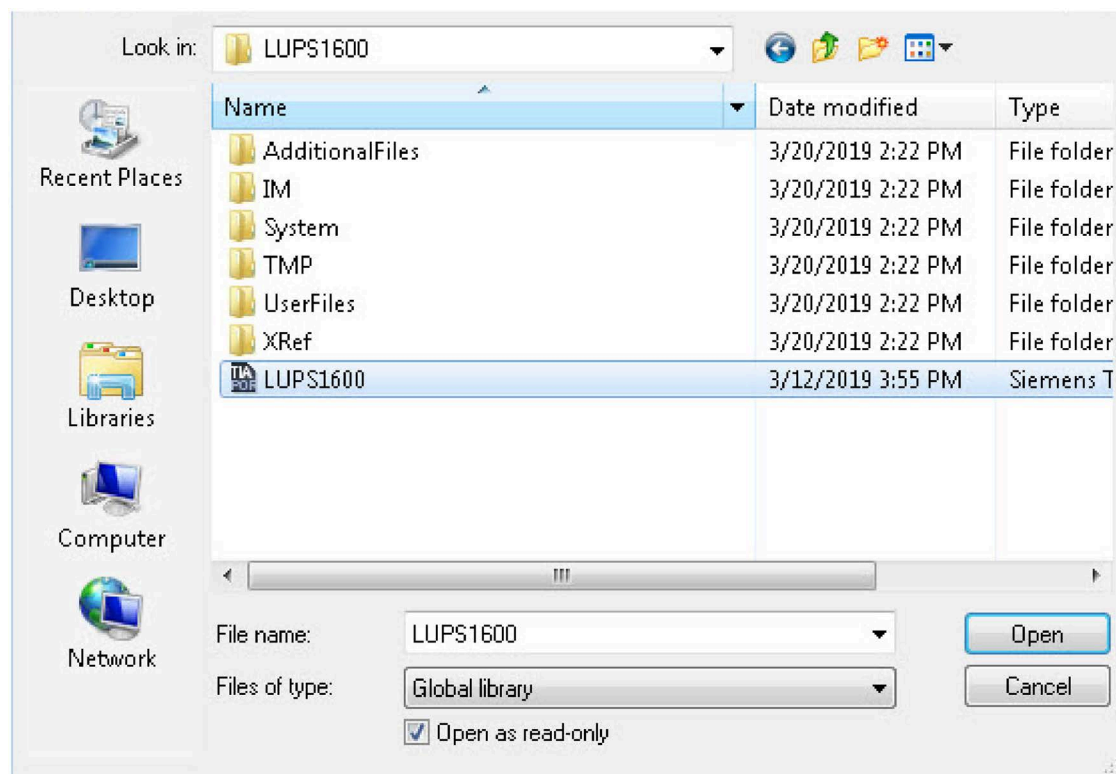 Look in: LUPS1600
Name Date modified Type
Recent Places
AdditionalFiles 3/20/2019 2:22 PM File folder
IM 3/20/2019 2:22 PM File folder
System 3/20/2019 2:22 PM File folder
Desktop
TMP 3/20/2019 2:22 PM File folder
UserFiles 3/20/2019 2:22 PM File folder
XRef 3/20/2019 2:22 PM File folder
TIA LUPS1600 3/12/2019 3:55 PM Siemens T
Libraries
Computer
Network
File name: LUPS1600 Open
Files of type: Global library Cancel
Open as read-only